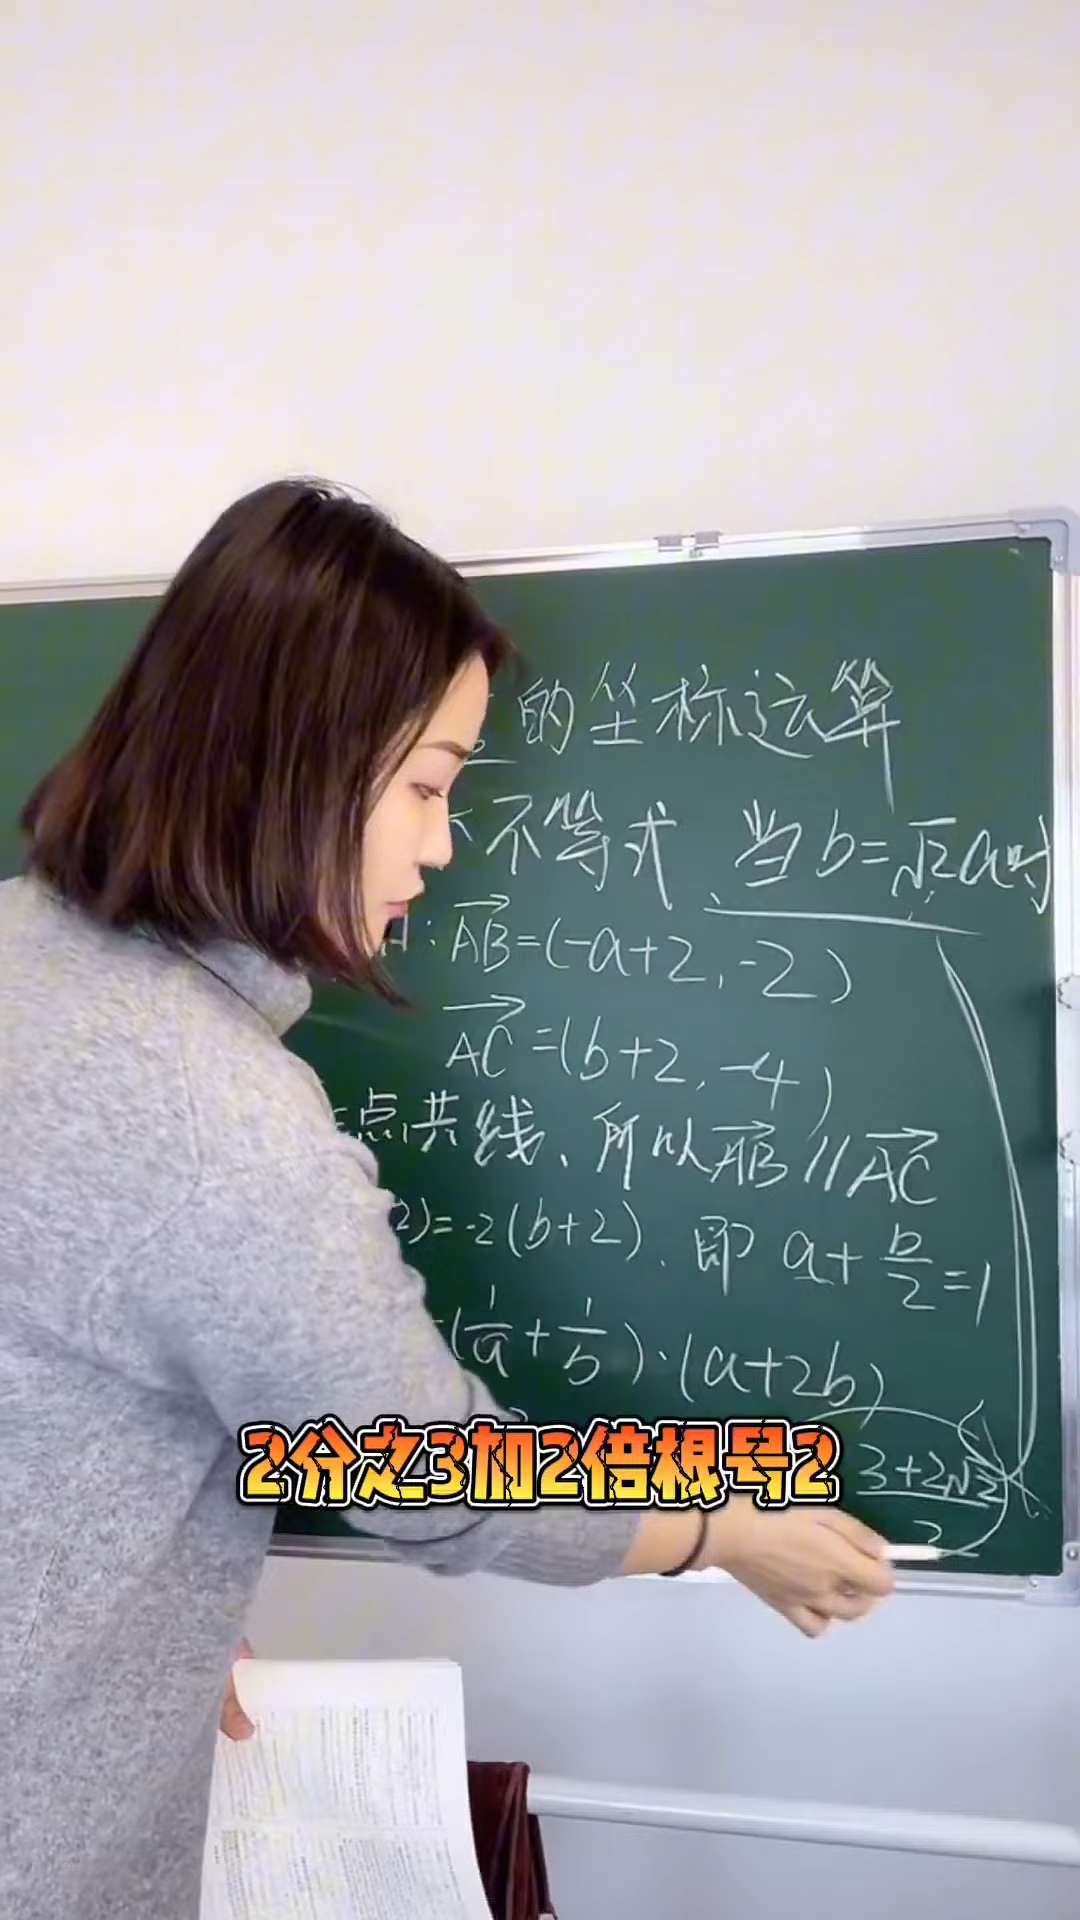 的坐标运算
不等式 当b=√2a时
:AB=(-a+2,-2)
AC=(b+2,-4)
点共线、所以AB//AC
2)=-2(b+2). 即 a+b/2=1
(1/a+1/b)·(a+2b)
3+2√2
2分之3加2倍根号2